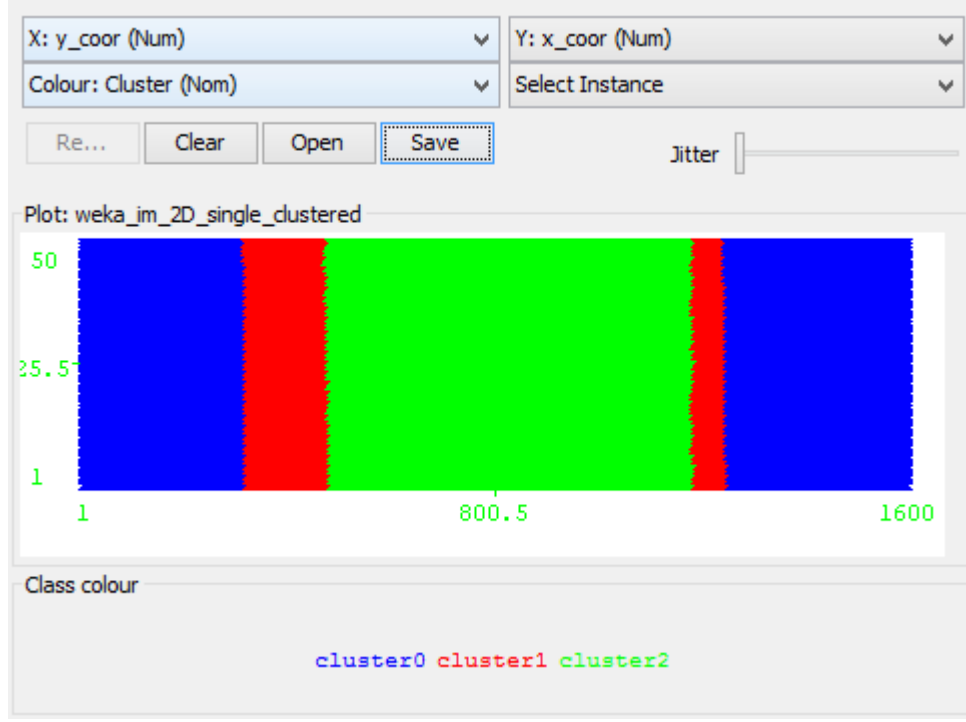 X: y_coor (Num) Y: x_coor (Num)
Colour: Cluster (Nom) Select Instance
Re... Clear Open Save Jitter
Plot: weka_im_2D_single_clustered
50
25.5
1
1 800.5 1600
Class colour
cluster0 cluster1 cluster2